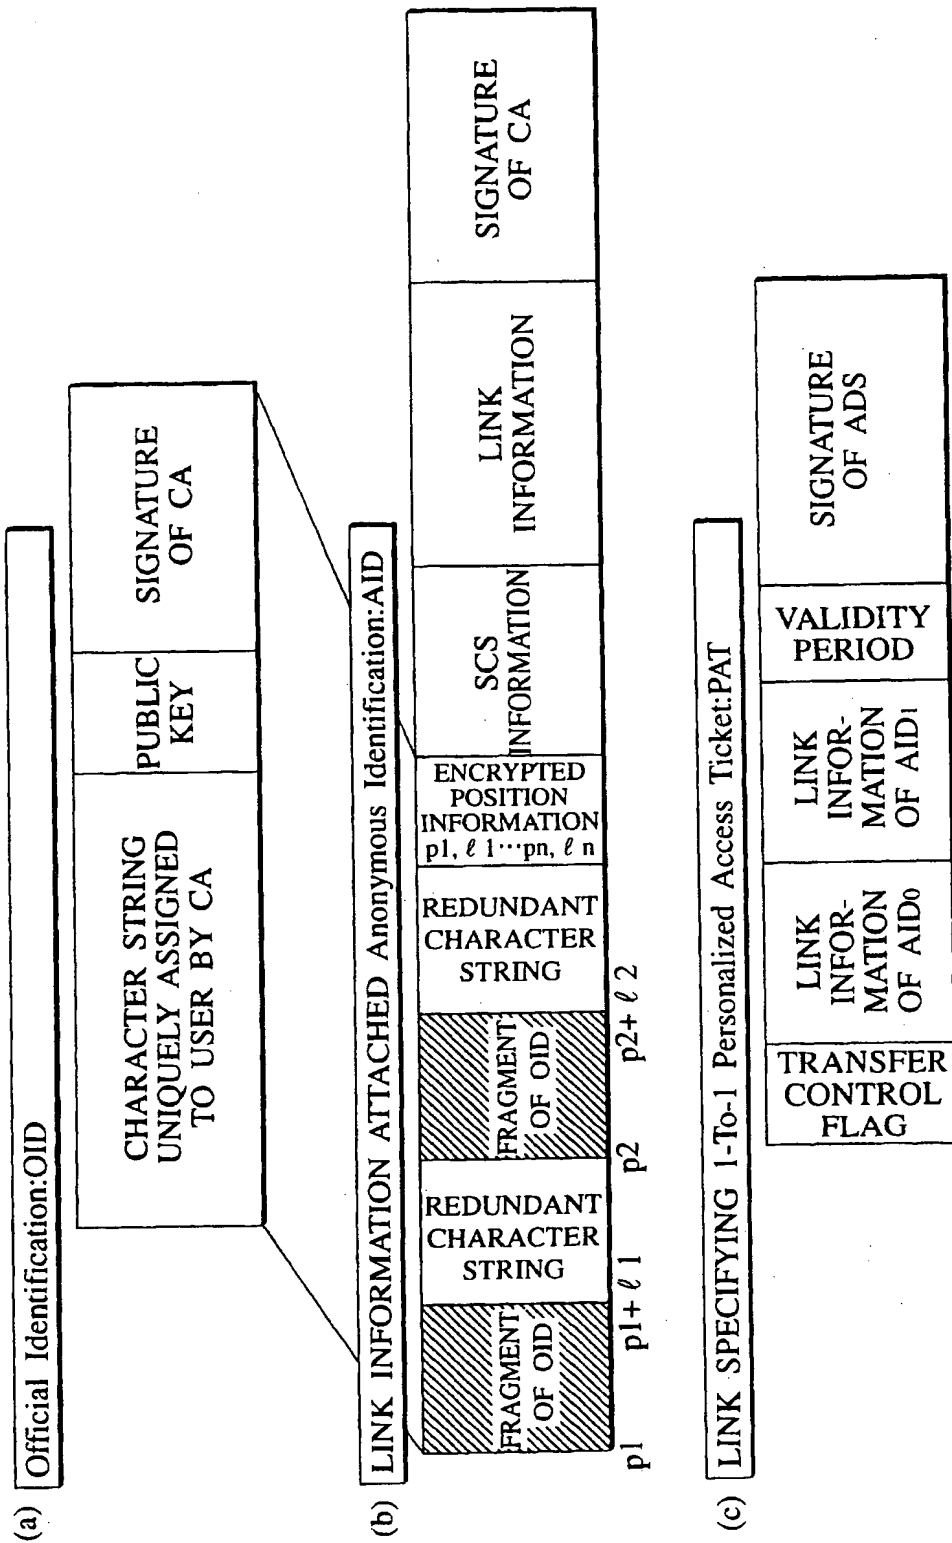 (a)
Official Identification:OID
CHARACTER STRING
UNIQUELY ASSIGNED
TO USER BY CA
PUBLIC
KEY
SIGNATURE
OF CA
(b)
LINK INFORMATION ATTACHED Anonymous Identification:AID
FRAGMENT
OF OID
REDUNDANT
CHARACTER
STRING
FRAGMENT
OF OID
REDUNDANT
CHARACTER
STRING
ENCRYPTED
POSITION
INFORMATION
p1, ℓ 1···pn, ℓ n
SCS
INFORMATION
LINK
INFORMATION
SIGNATURE
OF CA
p1
p1+ ℓ 1
p2
p2+ ℓ 2
(c)
LINK SPECIFYING 1-To-1 Personalized Access Ticket:PAT
TRANSFER
CONTROL
FLAG
LINK
INFOR-
MATION
OF AID0
LINK
INFOR-
MATION
OF AID1
VALIDITY
PERIOD
SIGNATURE
OF ADS